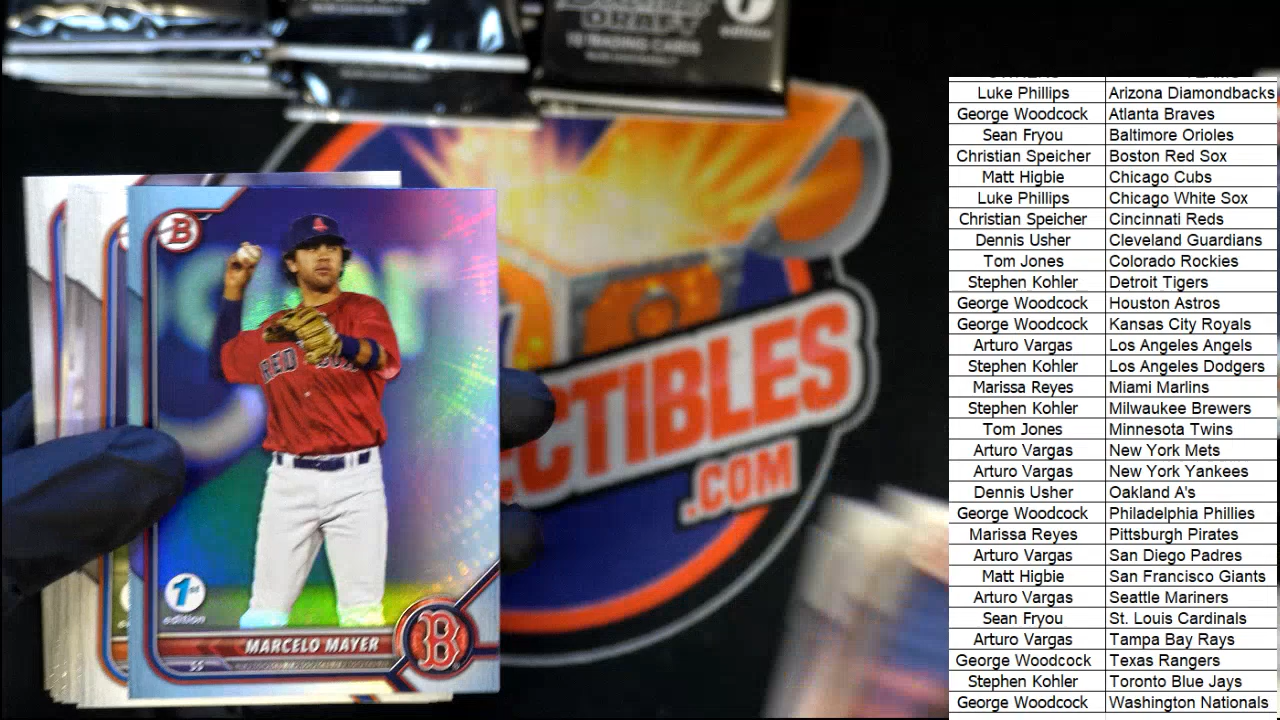 DRAFT
10 TRADING CARDS
1st
edition
B
RED
1st
edition
MARCELO MAYER
SS
B
CTIBLES
.COM
Luke Phillips Arizona Diamondbacks
George Woodcock Atlanta Braves
Sean Fryou Baltimore Orioles
Christian Speicher Boston Red Sox
Matt Higbie Chicago Cubs
Luke Phillips Chicago White Sox
Christian Speicher Cincinnati Reds
Dennis Usher Cleveland Guardians
Tom Jones Colorado Rockies
Stephen Kohler Detroit Tigers
George Woodcock Houston Astros
George Woodcock Kansas City Royals
Arturo Vargas Los Angeles Angels
Stephen Kohler Los Angeles Dodgers
Marissa Reyes Miami Marlins
Stephen Kohler Milwaukee Brewers
Tom Jones Minnesota Twins
Arturo Vargas New York Mets
Arturo Vargas New York Yankees
Dennis Usher Oakland A's
George Woodcock Philadelphia Phillies
Marissa Reyes Pittsburgh Pirates
Arturo Vargas San Diego Padres
Matt Higbie San Francisco Giants
Arturo Vargas Seattle Mariners
Sean Fryou St. Louis Cardinals
Arturo Vargas Tampa Bay Rays
George Woodcock Texas Rangers
Stephen Kohler Toronto Blue Jays
George Woodcock Washington Nationals